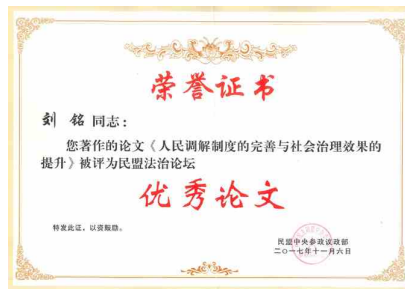 荣誉证书
刘 铭 同志：
您著作的论文《人民调解制度的完善与社会治理效果的
提升》被评为民盟法治论坛
优秀论文
特发此证，以资鼓励。
民盟中央参政议政部
二〇一七年十一月六日